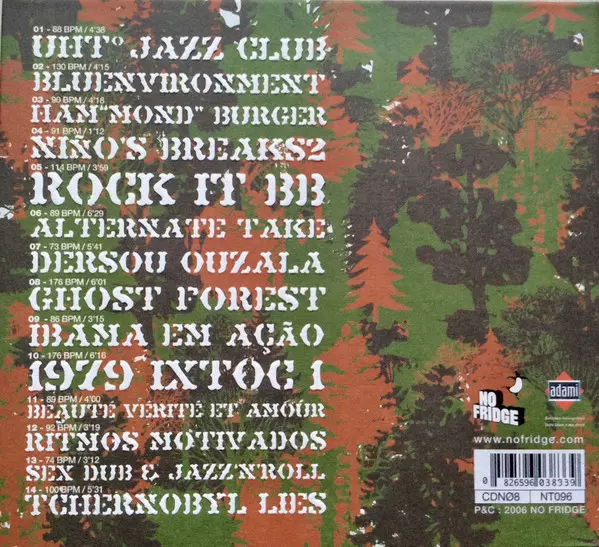 01 - 88 BPM / 4'38
UHT° JAZZ CLUB
02 - 130 BPM / 4'15
BLUENVIRONMENT
03 - 90 BPM / 4'18
HAM"MOND" BURGER
04 - 91 BPM / 1'12
NIÑO'S BREAKS2
05 - 114 BPM / 3'59
ROCK IT BB
06 - 89 BPM / 6'29
ALTERNATE TAKE
07 - 73 BPM / 5'41
DERSOU OUZALA
08 - 176 BPM / 6'01
GHOST FOREST
09 - 86 BPM / 3'15
IBAMA EM AÇÃO
10 - 176 BPM / 6'16
1979 IXTOC 1
11 - 89 BPM / 4'00
BEAUTÉ VÉRITÉ ET AMOUR
12 - 92 BPM / 3'19
RITMOS MOTIVADOS
13 - 74 BPM / 3'12
SEX DUB & JAZZ'N'ROLL
14 - 100 BPM / 5'31
TCHERNOBYL LIES
NO
FRIDGE
adami
www.nofridge.com
0 826596 038339
CDNØ8 NT096
P&C : 2006 NO FRIDGE